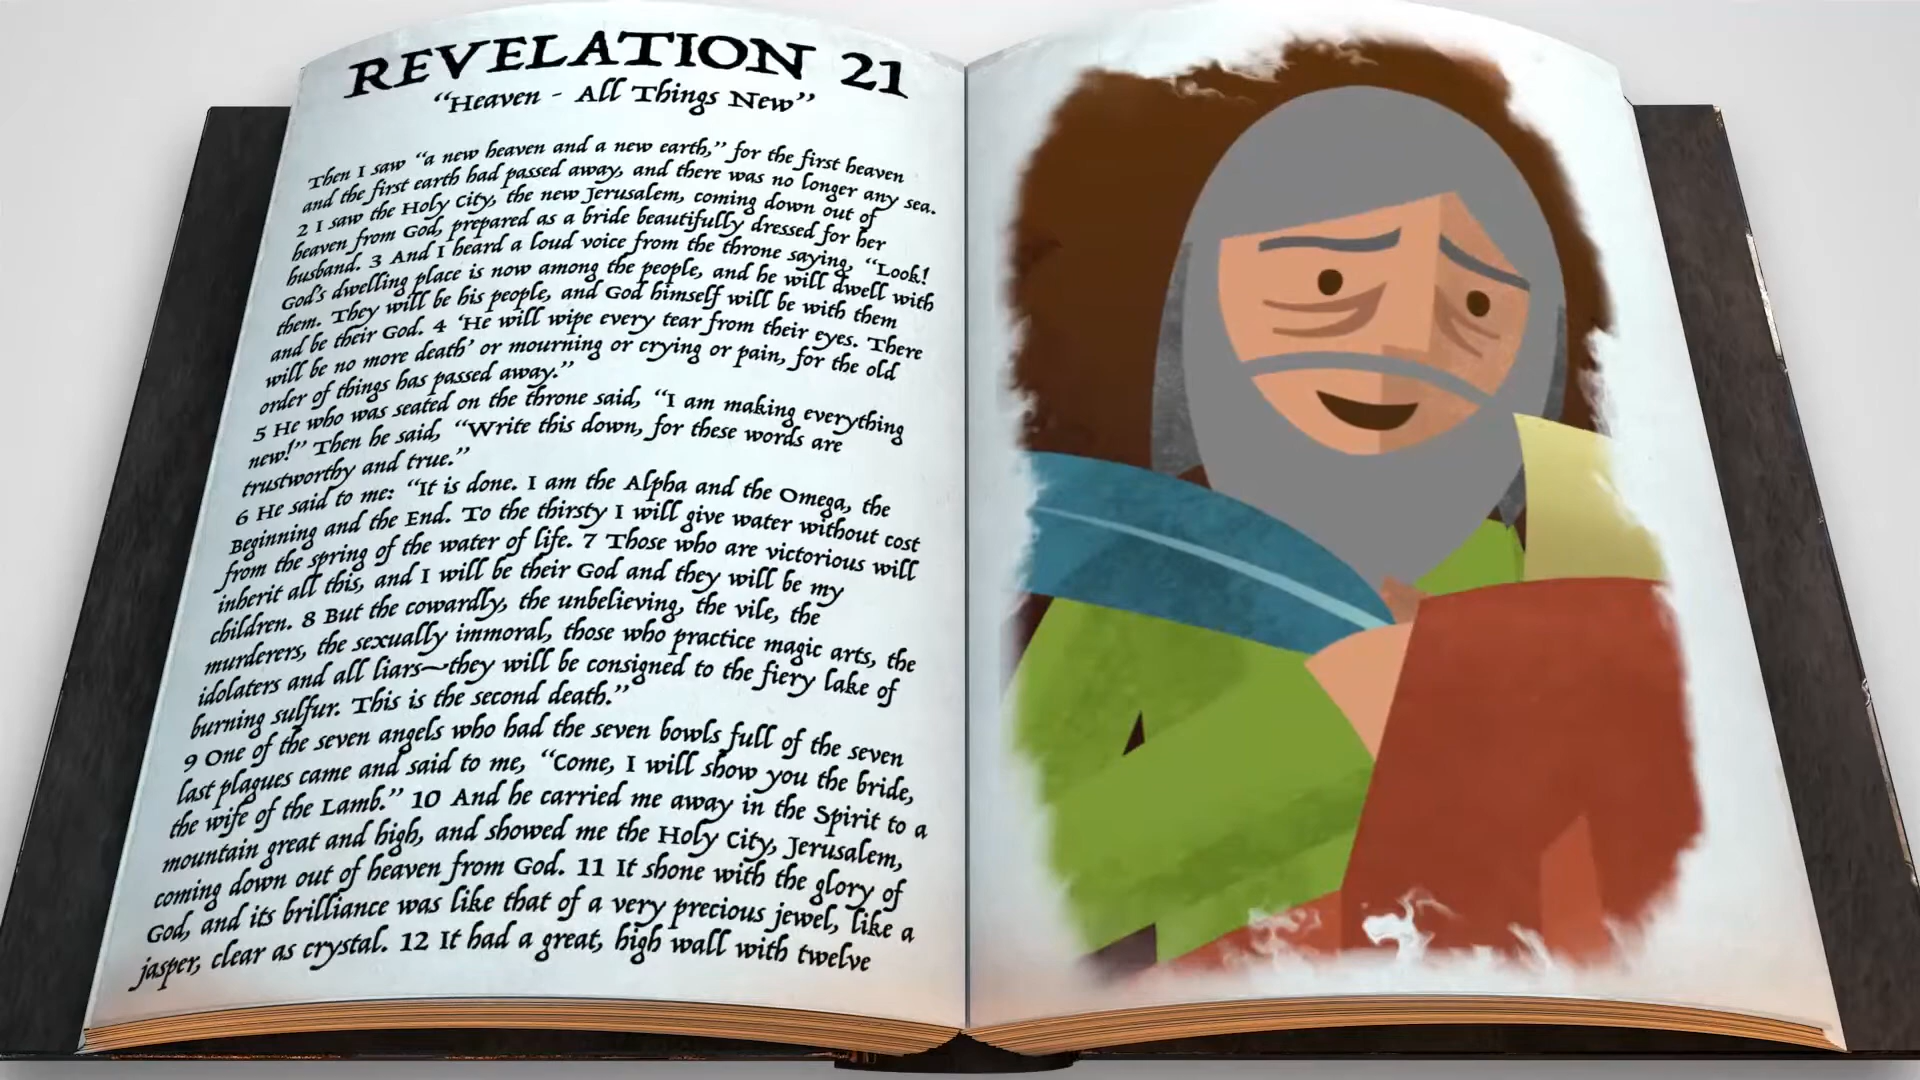 REVELATION 21
“Heaven - All Things New”
Then I saw “a new heaven and a new earth,” for the first heaven
and the first earth had passed away, and there was no longer any sea.
2 I saw the Holy City, the new Jerusalem, coming down out of
heaven from God, prepared as a bride beautifully dressed for her
husband. 3 And I heard a loud voice from the throne saying, “Look!
God's dwelling place is now among the people, and he will dwell with
them. They will be his people, and God himself will be with them
and be their God. 4 ‘He will wipe every tear from their eyes. There
will be no more death’ or mourning or crying or pain, for the old
order of things has passed away.”
5 He who was seated on the throne said, “I am making everything
new!” Then he said, “Write this down, for these words are
trustworthy and true.”
6 He said to me: “It is done. I am the Alpha and the Omega, the
Beginning and the End. To the thirsty I will give water without cost
from the spring of the water of life. 7 Those who are victorious will
inherit all this, and I will be their God and they will be my
children. 8 But the cowardly, the unbelieving, the vile, the
murderers, the sexually immoral, those who practice magic arts, the
idolaters and all liars—they will be consigned to the fiery lake of
burning sulfur. This is the second death.”
9 One of the seven angels who had the seven bowls full of the seven
last plagues came and said to me, “Come, I will show you the bride,
the wife of the Lamb.” 10 And he carried me away in the Spirit to a
mountain great and high, and showed me the Holy City, Jerusalem,
coming down out of heaven from God. 11 It shone with the glory of
God, and its brilliance was like that of a very precious jewel, like a
jasper, clear as crystal. 12 It had a great, high wall with twelve